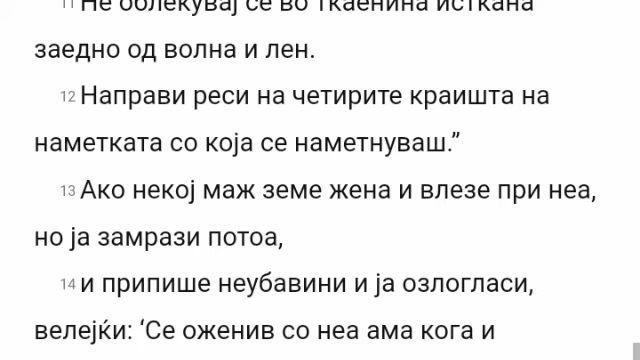 11 Не облекувај се во ткаенина исткана
заедно од волна и лен.
12 Направи реси на четирите краишта на
наметката со која се наметнуваш.”
13 Ако некој маж земе жена и влезе при неа,
но ја замрази потоа,
14 и припише неубавини и ја озлогласи,
велејќи: ‘Се оженив со неа ама кога и